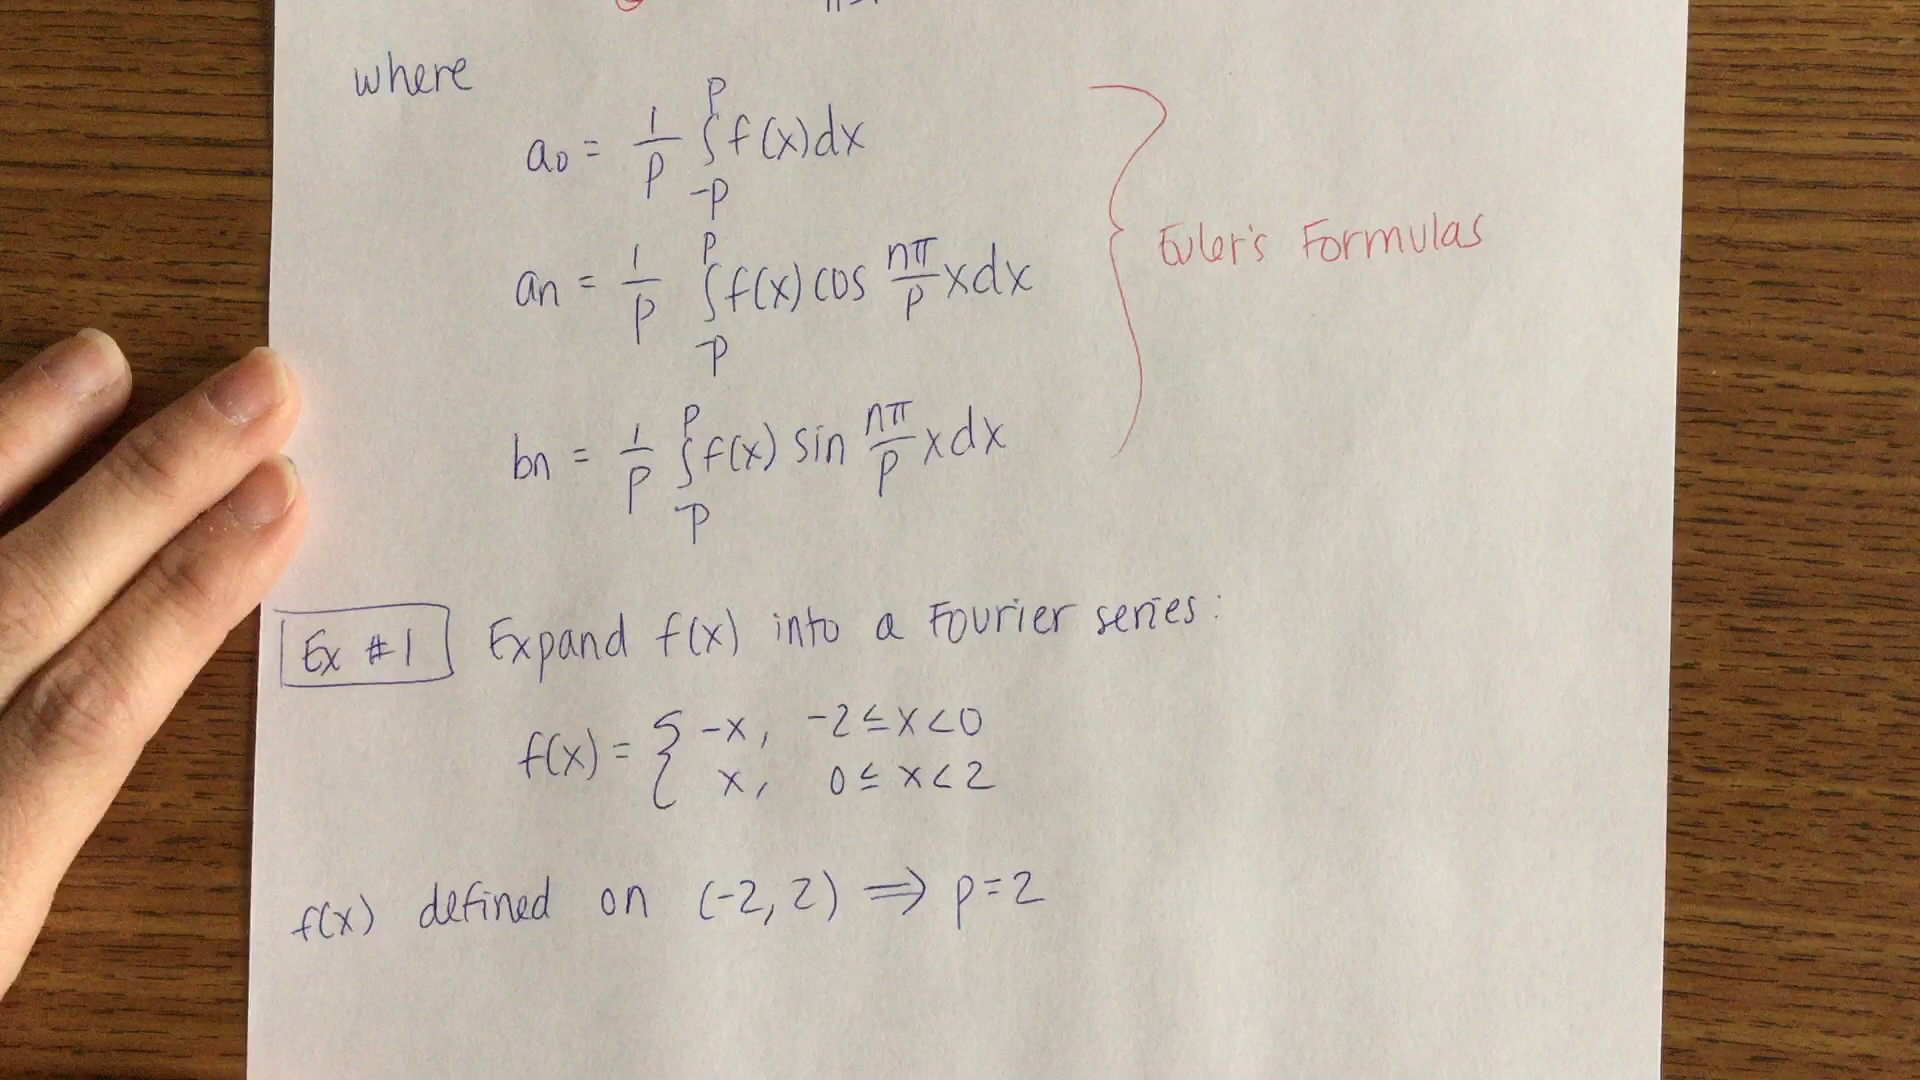 where
a₀ = 1/p ∫_{-p}^{p} f(x)dx
aₙ = 1/p ∫_{-p}^{p} f(x) cos nπ/p x dx
Euler's Formulas
bₙ = 1/p ∫_{-p}^{p} f(x) sin nπ/p x dx
Ex #1 Expand f(x) into a Fourier series:
f(x) = { -x, -2 ≤ x < 0
x, 0 ≤ x < 2
f(x) defined on (-2, 2) ⟹ p=2